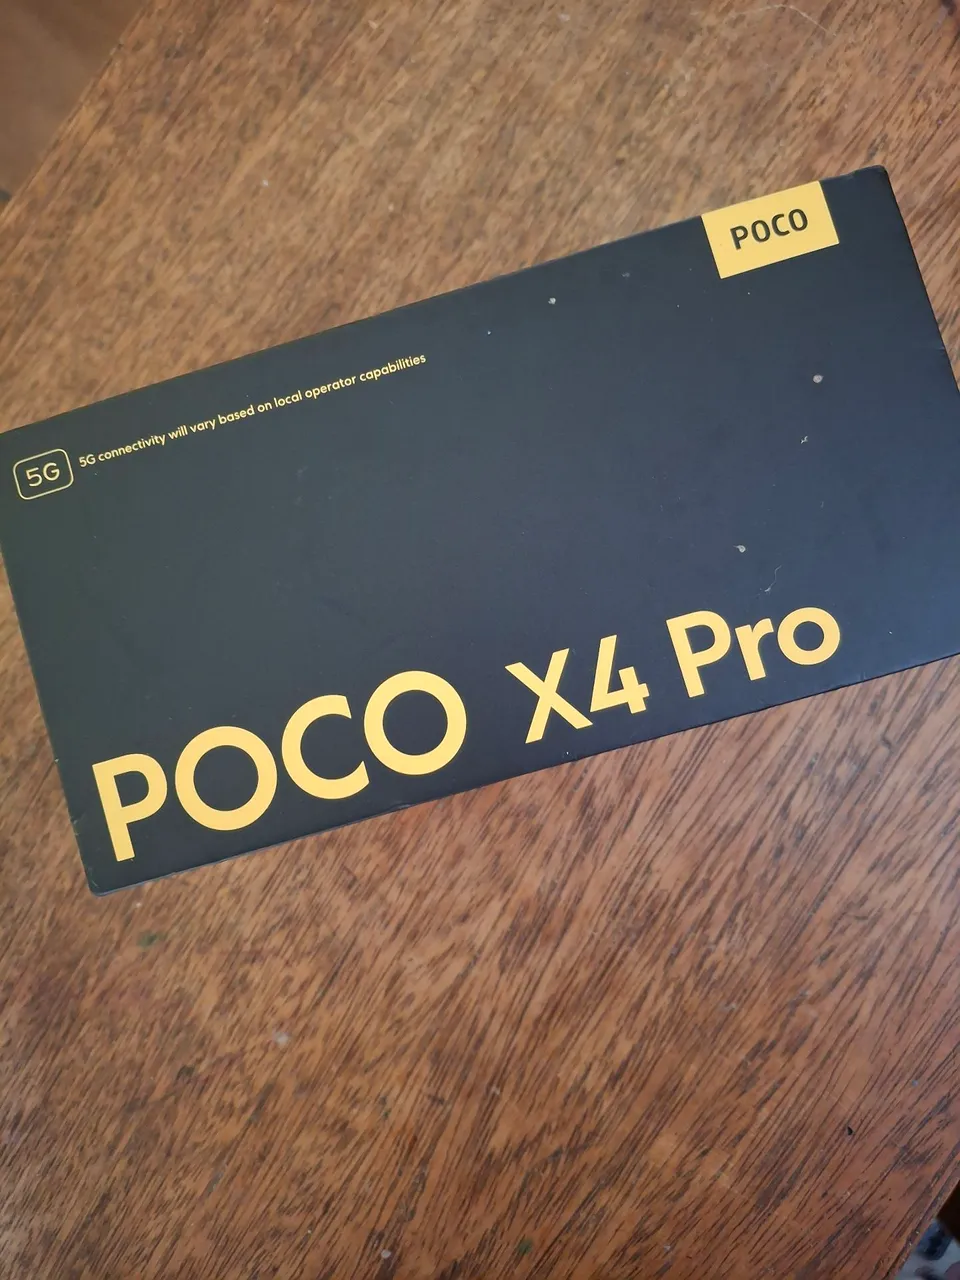 POCO
5G 5G connectivity will vary based on local operator capabilities
POCO X4 Pro